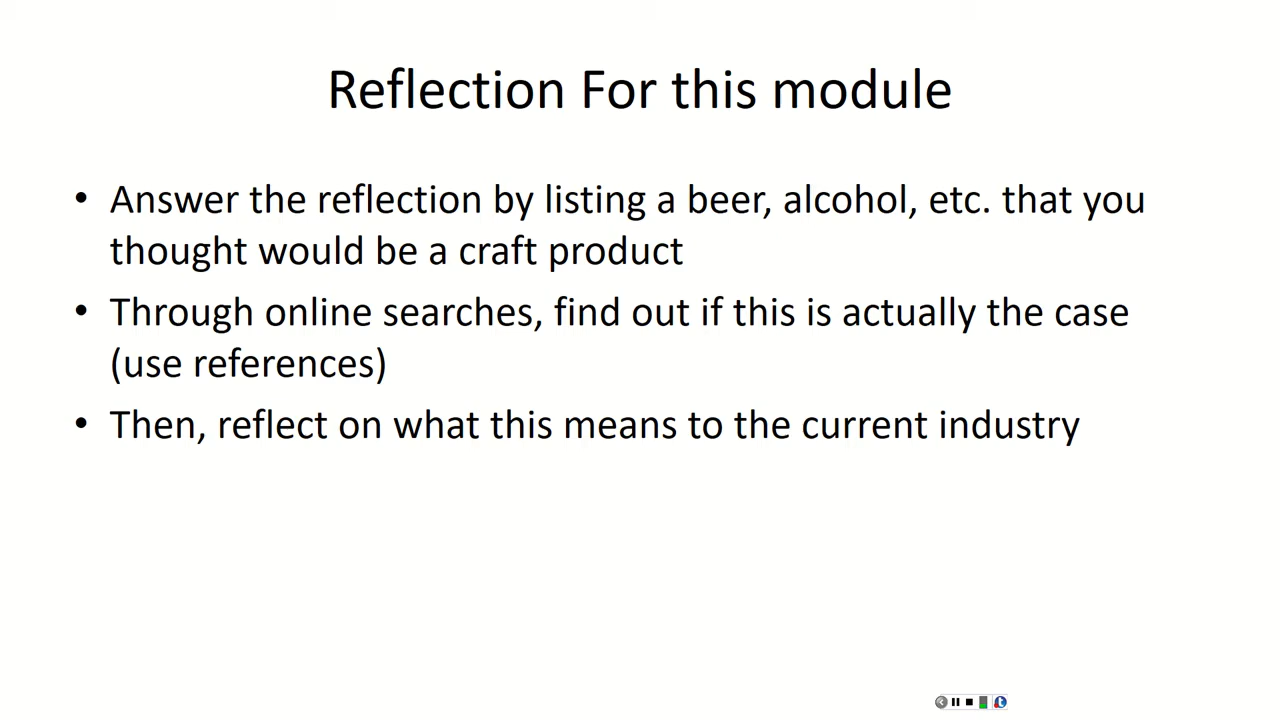 Reflection For this module
• Answer the reflection by listing a beer, alcohol, etc. that you
thought would be a craft product
• Through online searches, find out if this is actually the case
(use references)
• Then, reflect on what this means to the current industry